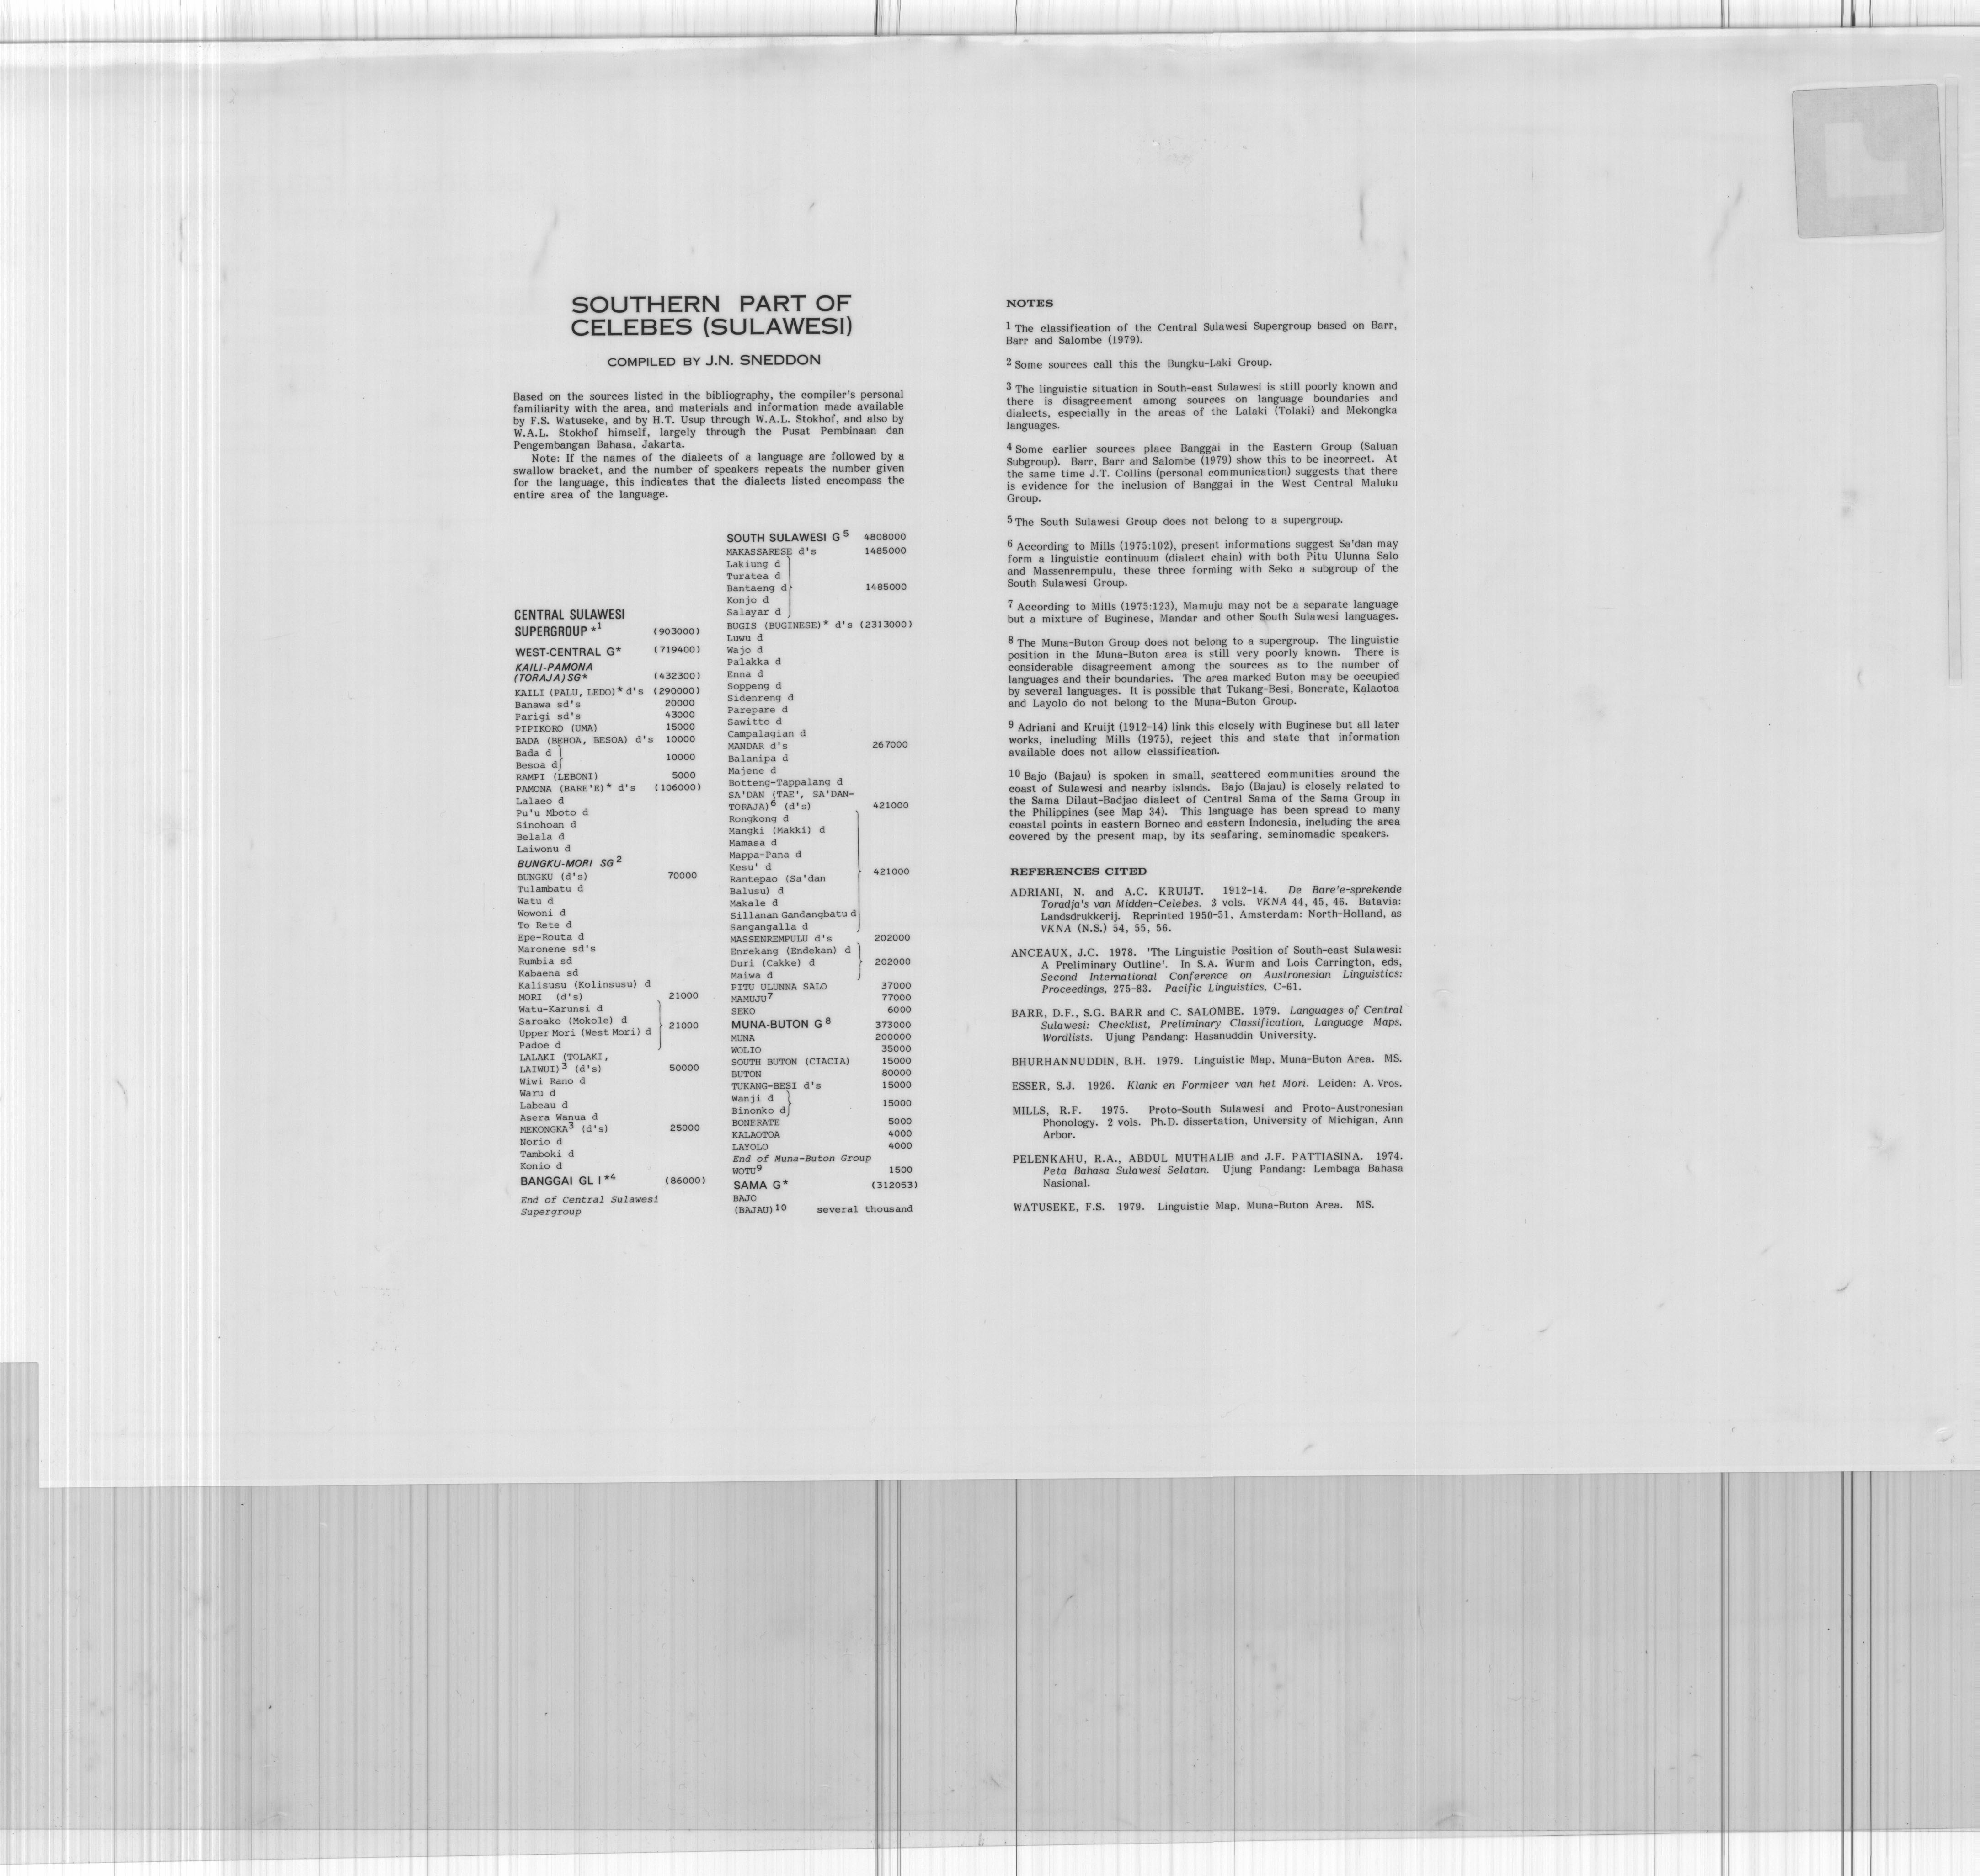 SOUTHERN PART OF
CELEBES (SULAWESI)
COMPILED BY J.N. SNEDDON
Based on the sources listed in the bibliography, the compiler's personal
familiarity with the area, and materials and information made available
by F.S. Watuseke, and by H.T. Usup through W.A.L. Stokhof, and also by
W.A.L. Stokhof himself, largely through the Pusat Pembinaan dan
Pengembangan Bahasa, Jakarta.
Note: If the names of the dialects of a language are followed by a
swallow bracket, and the number of speakers repeats the number given
for the language, this indicates that the dialects listed encompass the
entire area of the language.
CENTRAL SULAWESI
SUPERGROUP *1 (903000)
WEST-CENTRAL G* (719400)
KAILI-PAMONA
(TORAJA) SG* (432300)
KAILI (PALU, LEDO)* d's (290000)
Banawa sd's 20000
Parigi sd's 43000
PIPIKORO (UMA) 15000
BADA (BEHOA, BESOA) d's 10000
Bada d
Besoa d} 10000
RAMPI (LEBONI) 5000
PAMONA (BARE'E)* d's (106000)
Lalaeo d
Pu'u Mboto d
Sinohoan d
Belala d
Laiwonu d
BUNGKU-MORI SG 2
BUNGKU (d's) 70000
Tulambatu d
Watu d
Wowoni d
To Rete d
Epe-Routa d
Maronene sd's
Rumbia sd
Kabaena sd
Kalisusu (Kolinsusu) d
MORI (d's) 21000
Watu-Karunsi d
Saroako (Mokole) d
Upper Mori (West Mori) d } 21000
Padoe d
LALAKI (TOLAKI,
LAIWUI)3 (d's) 50000
Wiwi Rano d
Waru d
Labeau d
Asera Wanua d
MEKONGKA3 (d's) 25000
Norio d
Tamboki d
Konio d
BANGGAI GL I*4 (86000)
End of Central Sulawesi
Supergroup
SOUTH SULAWESI G 5 4808000
MAKASSARESE d's 1485000
Lakiung d
Turatea d
Bantaeng d } 1485000
Konjo d
Salayar d
BUGIS (BUGINESE)* d's (2313000)
Luwu d
Wajo d
Palakka d
Enna d
Soppeng d
Sidenreng d
Parepare d
Sawitto d
Campalagian d
MANDAR d's 267000
Balanipa d
Majene d
Botteng-Tappalang d
SA'DAN (TAE', SA'DAN-
TORAJA)6 (d's) 421000
Rongkong d
Mangki (Makki) d
Mamasa d
Mappa-Pana d
Kesu' d
Rantepao (Sa'dan } 421000
Balusu) d
Makale d
Sillanan Gandangbatu d
Sangangalla d
MASSENREMPULU d's 202000
Enrekang (Endekan) d
Duri (Cakke) d } 202000
Maiwa d
PITU ULUNNA SALO 37000
MAMUJU7 77000
SEKO 6000
MUNA-BUTON G 8 373000
MUNA 200000
WOLIO 35000
SOUTH BUTON (CIACIA) 15000
BUTON 80000
TUKANG-BESI d's 15000
Wanji d
Binonko d} 15000
BONERATE 5000
KALAOTOA 4000
LAYOLO 4000
End of Muna-Buton Group
WOTU9 1500
SAMA G* (312053)
BAJO
(BAJAU)10 several thousand
NOTES
1 The classification of the Central Sulawesi Supergroup based on Barr,
Barr and Salombe (1979).
2 Some sources call this the Bungku-Laki Group.
3 The linguistic situation in South-east Sulawesi is still poorly known and
there is disagreement among sources on language boundaries and
dialects, especially in the areas of the Lalaki (Tolaki) and Mekongka
languages.
4 Some earlier sources place Banggai in the Eastern Group (Saluan
Subgroup). Barr, Barr and Salombe (1979) show this to be incorrect. At
the same time J.T. Collins (personal communication) suggests that there
is evidence for the inclusion of Banggai in the West Central Maluku
Group.
5 The South Sulawesi Group does not belong to a supergroup.
6 According to Mills (1975:102), present informations suggest Sa'dan may
form a linguistic continuum (dialect chain) with both Pitu Ulunna Salo
and Massenrempulu, these three forming with Seko a subgroup of the
South Sulawesi Group.
7 According to Mills (1975:123), Mamuju may not be a separate language
but a mixture of Buginese, Mandar and other South Sulawesi languages.
8 The Muna-Buton Group does not belong to a supergroup. The linguistic
position in the Muna-Buton area is still very poorly known. There is
considerable disagreement among the sources as to the number of
languages and their boundaries. The area marked Buton may be occupied
by several languages. It is possible that Tukang-Besi, Bonerate, Kalaotoa
and Layolo do not belong to the Muna-Buton Group.
9 Adriani and Kruijt (1912-14) link this closely with Buginese but all later
works, including Mills (1975), reject this and state that information
available does not allow classification.
10 Bajo (Bajau) is spoken in small, scattered communities around the
coast of Sulawesi and nearby islands. Bajo (Bajau) is closely related to
the Sama Dilaut-Badjao dialect of Central Sama of the Sama Group in
the Philippines (see Map 34). This language has been spread to many
coastal points in eastern Borneo and eastern Indonesia, including the area
covered by the present map, by its seafaring, seminomadic speakers.
REFERENCES CITED
ADRIANI, N. and A.C. KRUIJT. 1912-14. De Bare'e-sprekende
Toradja's van Midden-Celebes. 3 vols. VKNA 44, 45, 46. Batavia:
Landsdrukkerij. Reprinted 1950-51, Amsterdam: North-Holland, as
VKNA (N.S.) 54, 55, 56.
ANCEAUX, J.C. 1978. 'The Linguistic Position of South-east Sulawesi:
A Preliminary Outline'. In S.A. Wurm and Lois Carrington, eds,
Second International Conference on Austronesian Linguistics:
Proceedings, 275-83. Pacific Linguistics, C-61.
BARR, D.F., S.G. BARR and C. SALOMBE. 1979. Languages of Central
Sulawesi: Checklist, Preliminary Classification, Language Maps,
Wordlists. Ujung Pandang: Hasanuddin University.
BHURHANNUDDIN, B.H. 1979. Linguistic Map, Muna-Buton Area. MS.
ESSER, S.J. 1926. Klank en Formleer van het Mori. Leiden: A. Vros.
MILLS, R.F. 1975. Proto-South Sulawesi and Proto-Austronesian
Phonology. 2 vols. Ph.D. dissertation, University of Michigan, Ann
Arbor.
PELENKAHU, R.A., ABDUL MUTHALIB and J.F. PATTIASINA. 1974.
Peta Bahasa Sulawesi Selatan. Ujung Pandang: Lembaga Bahasa
Nasional.
WATUSEKE, F.S. 1979. Linguistic Map, Muna-Buton Area. MS.